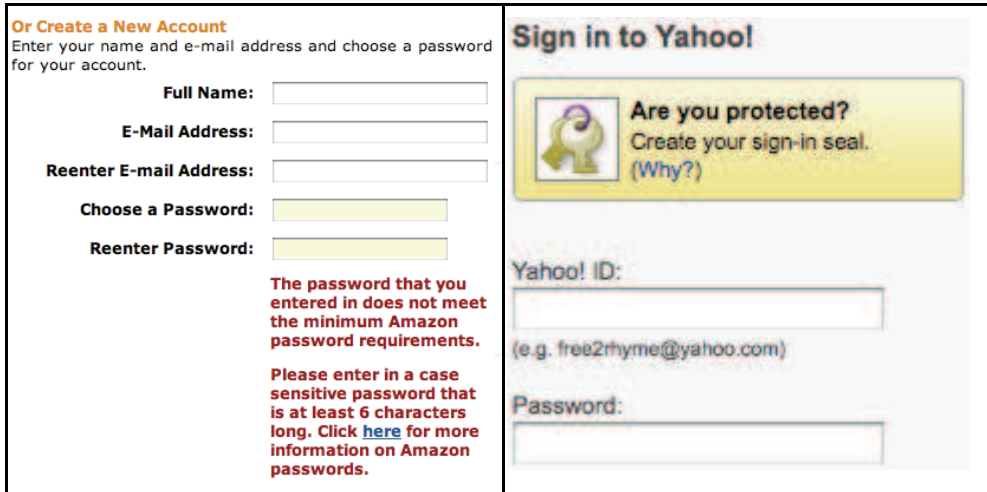 Or Create a New Account
Enter your name and e-mail address and choose a password
for your account.
Full Name:
E-Mail Address:
Reenter E-mail Address:
Choose a Password:
Reenter Password:
The password that you
entered in does not meet
the minimum Amazon
password requirements.
Please enter in a case
sensitive password that
is at least 6 characters
long. Click here for more
information on Amazon
passwords.
Sign in to Yahoo!
Are you protected?
Create your sign-in seal.
(Why?)
Yahoo! ID:
(e.g. free2rhyme@yahoo.com)
Password: